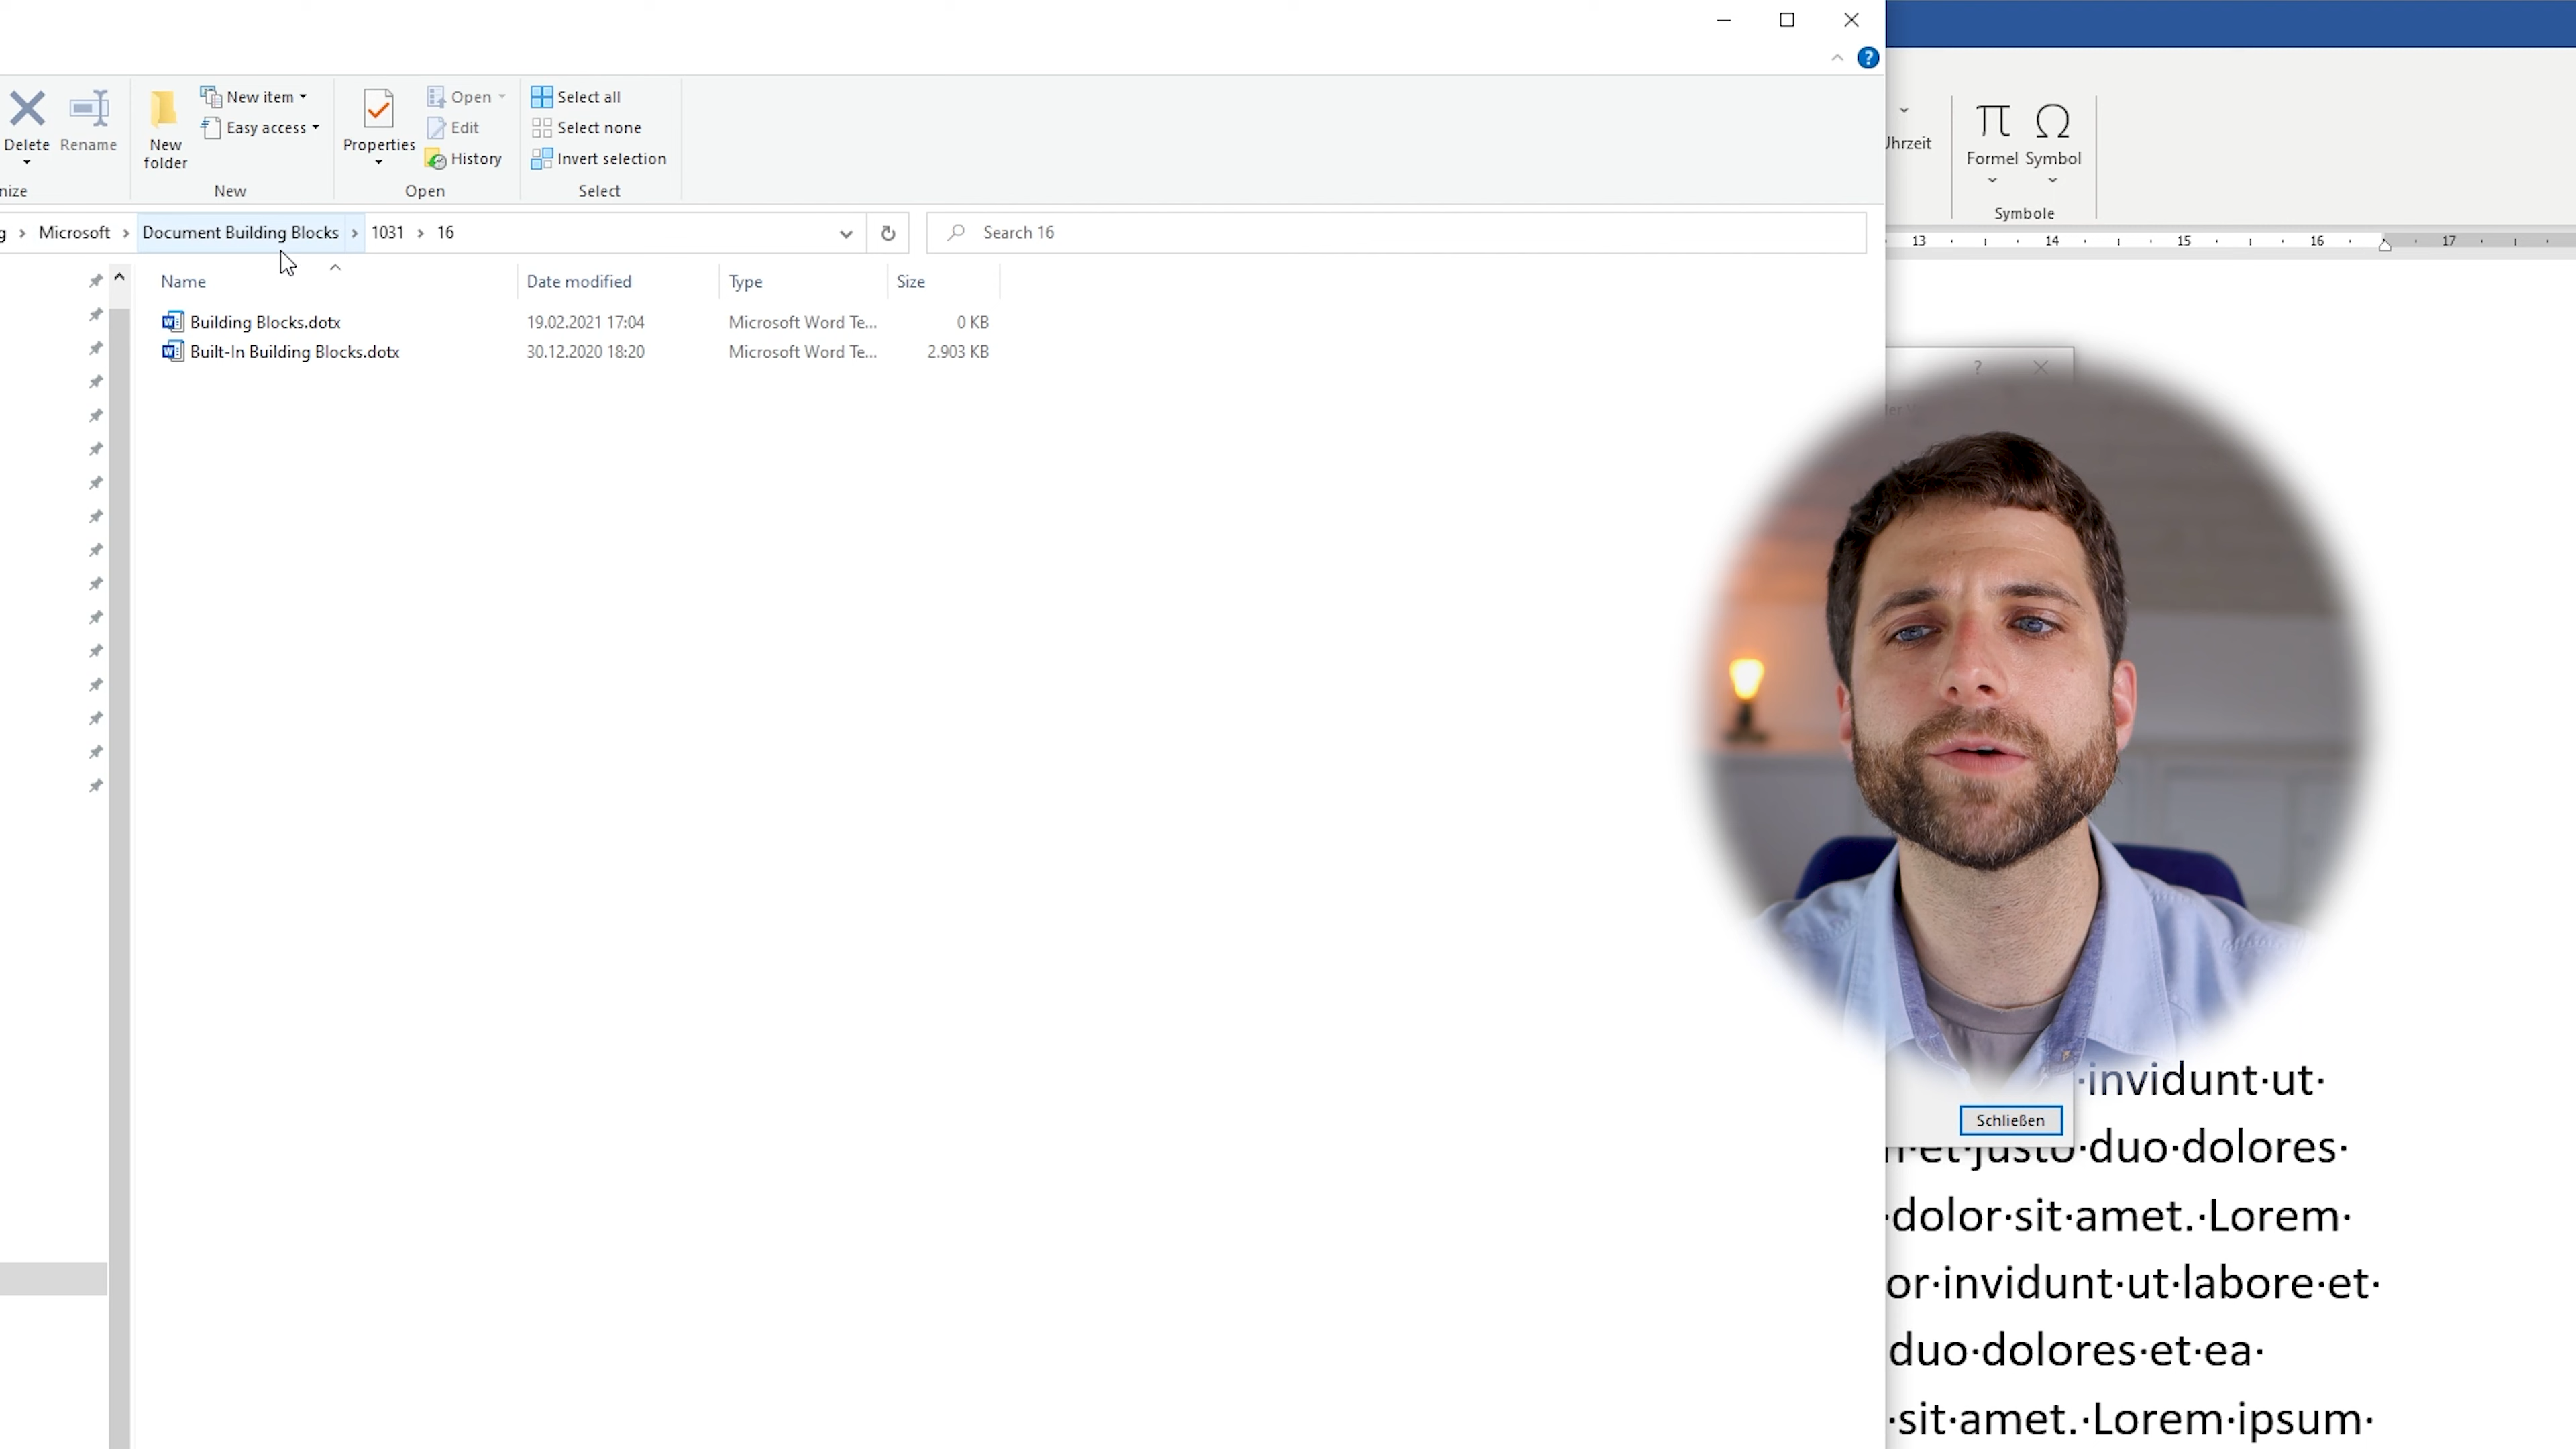 New item
Open
Select all
Easy access
Edit
Select none
Delete
Rename
New
folder
Properties
History
Invert selection
nize
New
Open
Select
Uhrzeit
Formel
Symbol
Symbole
g
Microsoft
Document Building Blocks
1031
16
Search 16
13
14
15
16
17
Name
Date modified
Type
Size
Building Blocks.dotx
19.02.2021 17:04
Microsoft Word Te...
0 KB
Built-In Building Blocks.dotx
30.12.2020 18:20
Microsoft Word Te...
2.903 KB
·invidunt·ut·
Schließen
et·justo·duo·dolores·
·dolor·sit·amet.·Lorem·
or·invidunt·ut·labore·et·
duo·dolores·et·ea·
·sit·amet.·Lorem·ipsum·